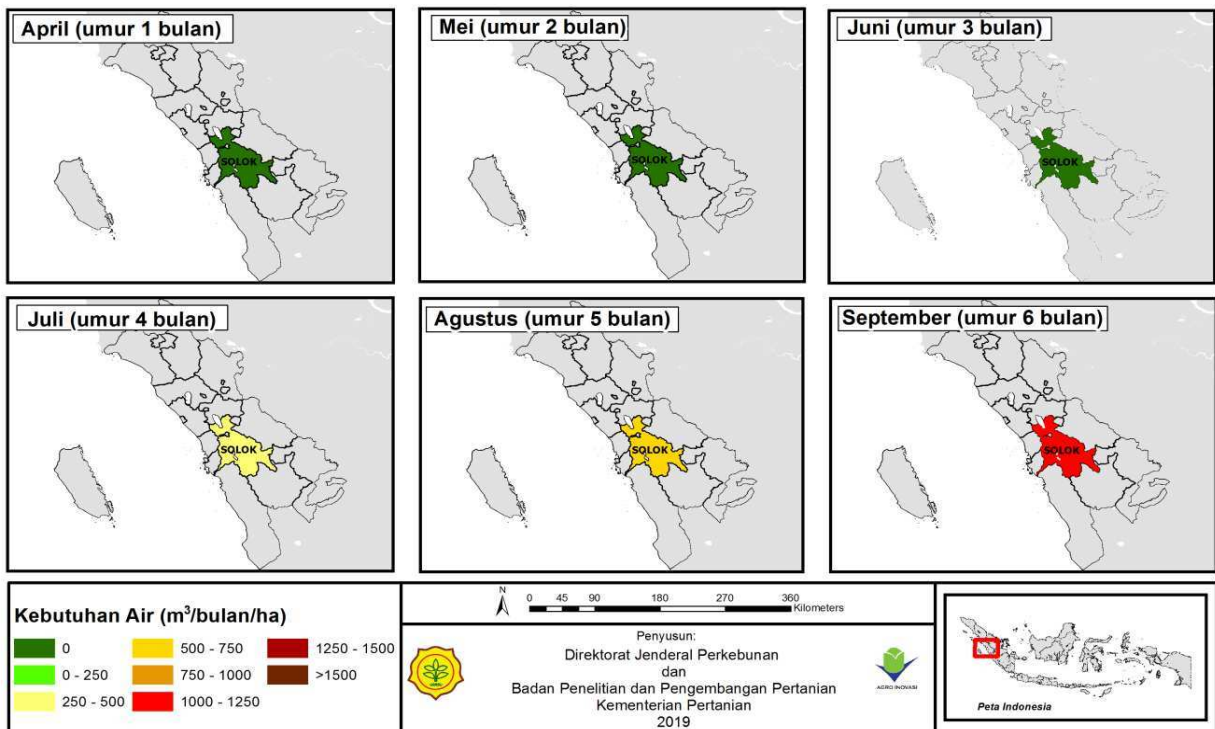 April (umur 1 bulan)
SOLOK
Mei (umur 2 bulan)
SOLOK
Juni (umur 3 bulan)
SOLOK
Juli (umur 4 bulan)
SOLOK
Agustus (umur 5 bulan)
SOLOK
September (umur 6 bulan)
SOLOK
Kebutuhan Air (m³/bulan/ha)
0
0 - 250
250 - 500
500 - 750
750 - 1000
1000 - 1250
1250 - 1500
>1500
N
0 45 90 180 270 360
Kilometers
Penyusun:
Direktorat Jenderal Perkebunan
dan
Badan Penelitian dan Pengembangan Pertanian
Kementerian Pertanian
2019
AGRO INOVASI
Peta Indonesia